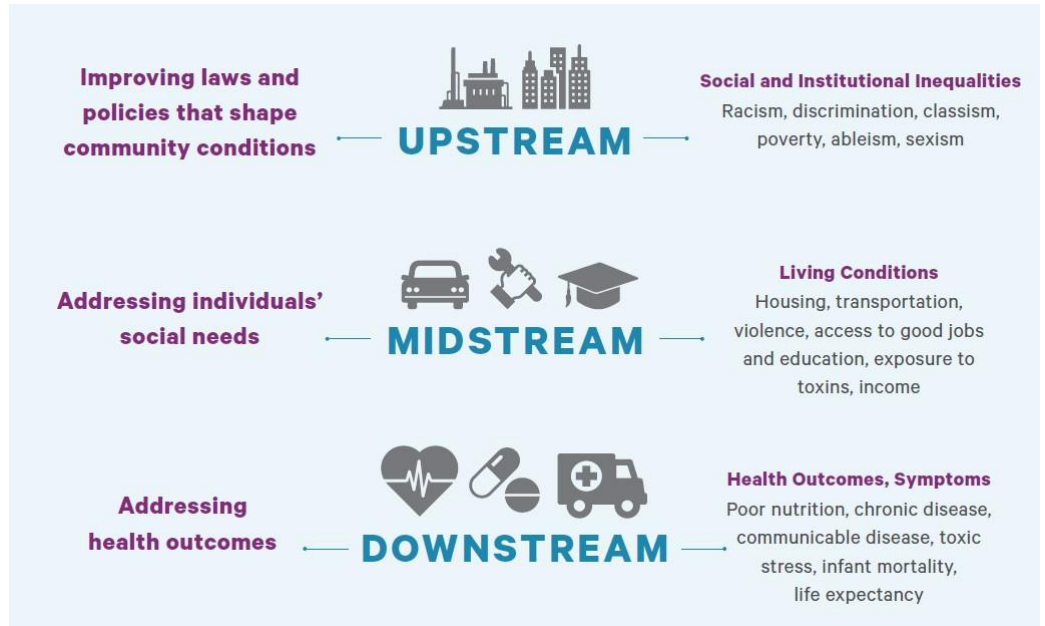 Improving laws and
policies that shape
community conditions
UPSTREAM
Social and Institutional Inequalities
Racism, discrimination, classism,
poverty, ableism, sexism
Addressing individuals'
social needs
MIDSTREAM
Living Conditions
Housing, transportation,
violence, access to good jobs
and education, exposure to
toxins, income
Addressing
health outcomes
DOWNSTREAM
Health Outcomes, Symptoms
Poor nutrition, chronic disease,
communicable disease, toxic
stress, infant mortality,
life expectancy